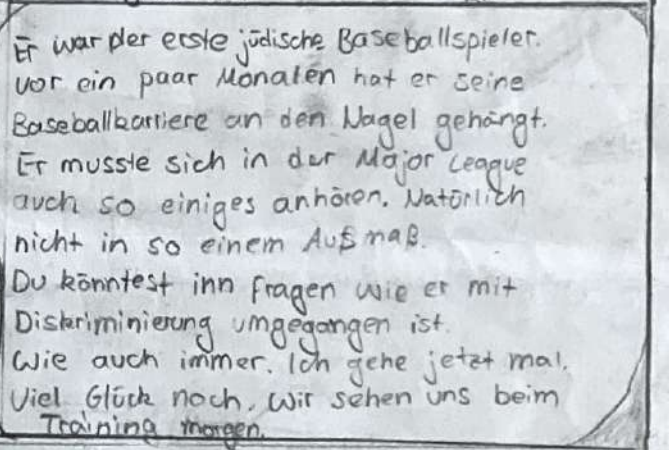 Er war der erste jüdische Baseballspieler.
Vor ein paar Monaten hat er seine
Baseballkarriere an den Nagel gehängt.
Er musste sich in der Major League
auch so einiges anhören. Natürlich
nicht in so einem Außmaß.
Du könntest inn fragen wie er mit
Diskriminierung umgegangen ist.
Wie auch immer. Ich gehe jetzt mal.
Viel Glück noch. Wir sehen uns beim
Training morgen.